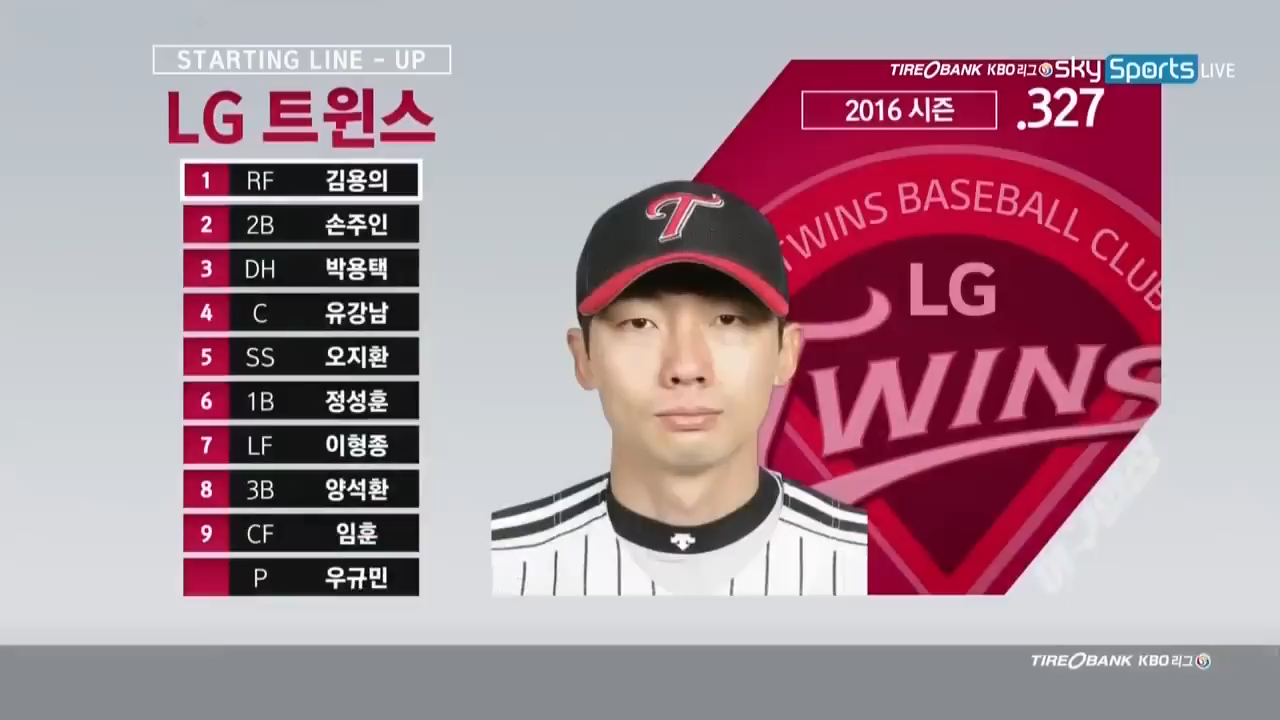 STARTING LINE - UP
LG 트윈스
1 RF 김용의
2 2B 손주인
3 DH 박용택
4 C 유강남
5 SS 오지환
6 1B 정성훈
7 LF 이형종
8 3B 양석환
9 CF 임훈
P 우규민
TIREBANK KBO리그 sky Sports LIVE
2016 시즌 .327
T
TWINS BASEBALL CLUB
LG
TWINS
TIREBANK KBO리그